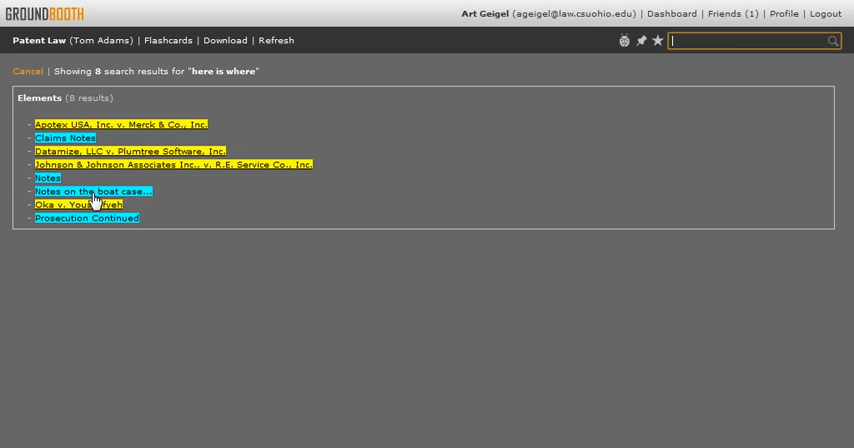 GROUNDBOOTH
Art Geigel (ageigel@law.csuohio.edu) | Dashboard | Friends (1) | Profile | Logout
Patent Law (Tom Adams) | Flashcards | Download | Refresh
Cancel | Showing 8 search results for "here is where"
Elements (8 results)
- Apotex USA, Inc. v. Merck & Co., Inc.
- Claims Notes
- Datamize, LLC v. Plumtree Software, Inc.
- Johnson & Johnson Associates Inc., v. R.E. Service Co., Inc.
- Notes
- Notes on the boat case...
- Oka v.
- Prosecution Continued